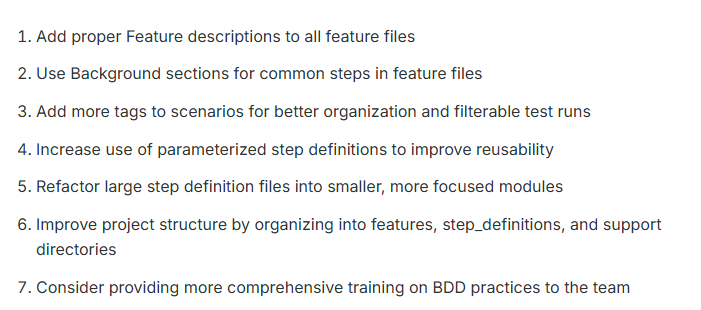 1. Add proper Feature descriptions to all feature files
2. Use Background sections for common steps in feature files
3. Add more tags to scenarios for better organization and filterable test runs
4. Increase use of parameterized step definitions to improve reusability
5. Refactor large step definition files into smaller, more focused modules
6. Improve project structure by organizing into features, step_definitions, and support
directories
7. Consider providing more comprehensive training on BDD practices to the team